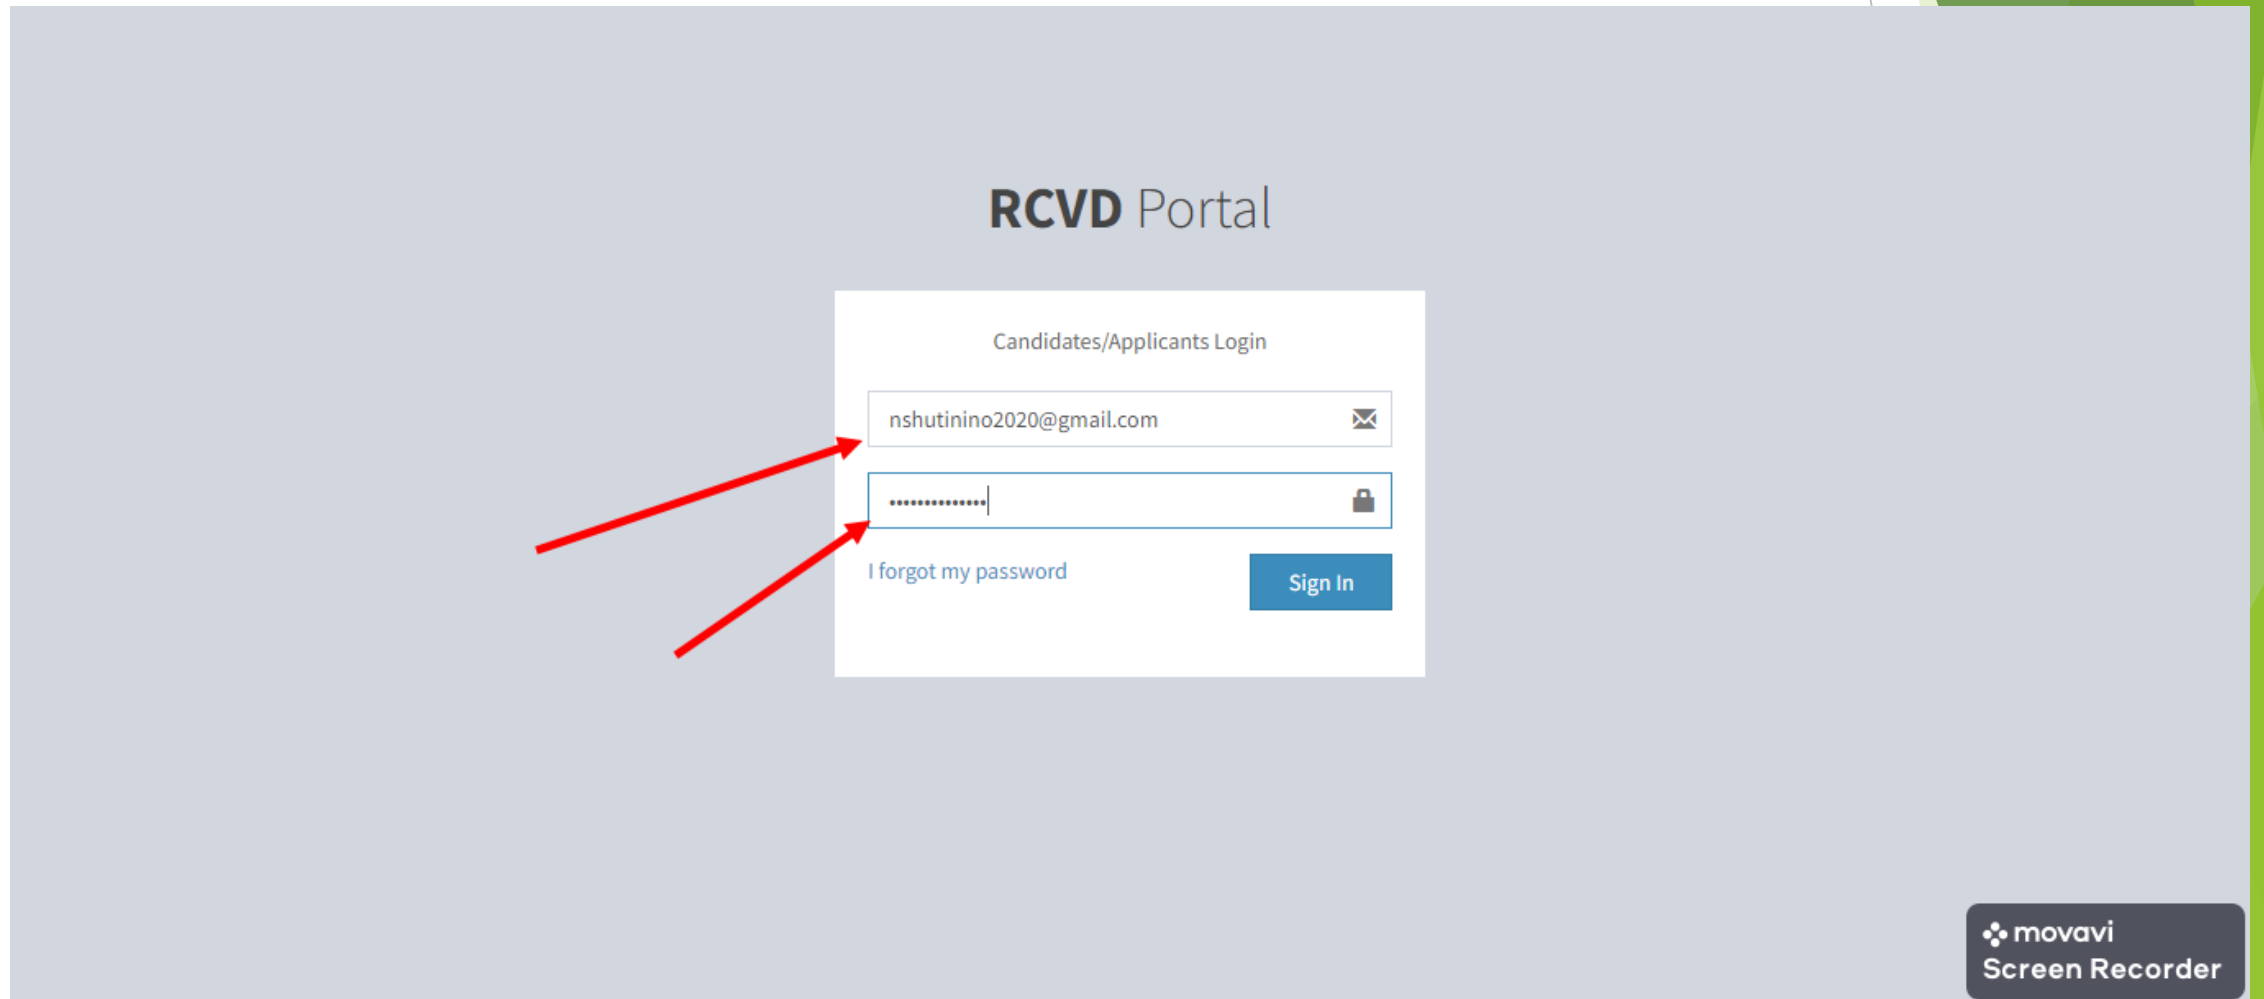 RCVD Portal
Candidates/Applicants Login
nshutinino2020@gmail.com
••••••••••••••
I forgot my password
Sign In
movavi
Screen Recorder